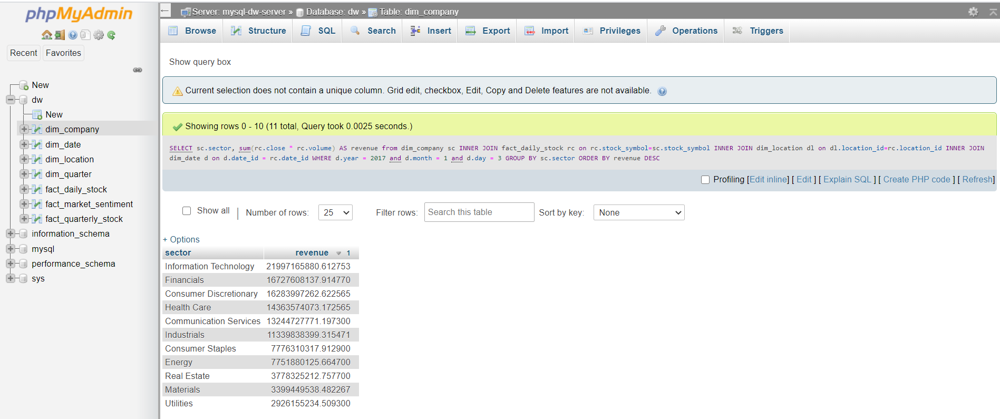 phpMyAdmin
Recent Favorites
New
dw
New
dim_company
dim_date
dim_location
dim_quarter
fact_daily_stock
fact_market_sentiment
fact_quarterly_stock
information_schema
mysql
performance_schema
sys
Server: mysql-dw-server » Database: dw » Table: dim_company
Browse Structure SQL Search Insert Export Import Privileges Operations Triggers
Show query box
Current selection does not contain a unique column. Grid edit, checkbox, Edit, Copy and Delete features are not available.
Showing rows 0 - 10 (11 total, Query took 0.0025 seconds.)
SELECT sc.sector, sum(rc.close * rc.volume) AS revenue from dim_company sc INNER JOIN fact_daily_stock rc on rc.stock_symbol=sc.stock_symbol INNER JOIN dim_location dl on dl.location_id=rc.location_id INNER JOIN
dim_date d on d.date_id = rc.date_id WHERE d.year = 2017 and d.month = 1 and d.day = 3 GROUP BY sc.sector ORDER BY revenue DESC
Profiling [Edit inline] [ Edit ] [ Explain SQL ] [ Create PHP code ] [ Refresh]
Show all | Number of rows: 25 Filter rows: Search this table Sort by key: None
+ Options
sector revenue 1
Information Technology 21997165880.612753
Financials 16727608137.914770
Consumer Discretionary 16283997262.622565
Health Care 14363574073.172565
Communication Services 13244727771.197300
Industrials 11339838399.315471
Consumer Staples 7776310317.912900
Energy 7751880125.664700
Real Estate 3778325212.757700
Materials 3399449538.482267
Utilities 2926155234.509300